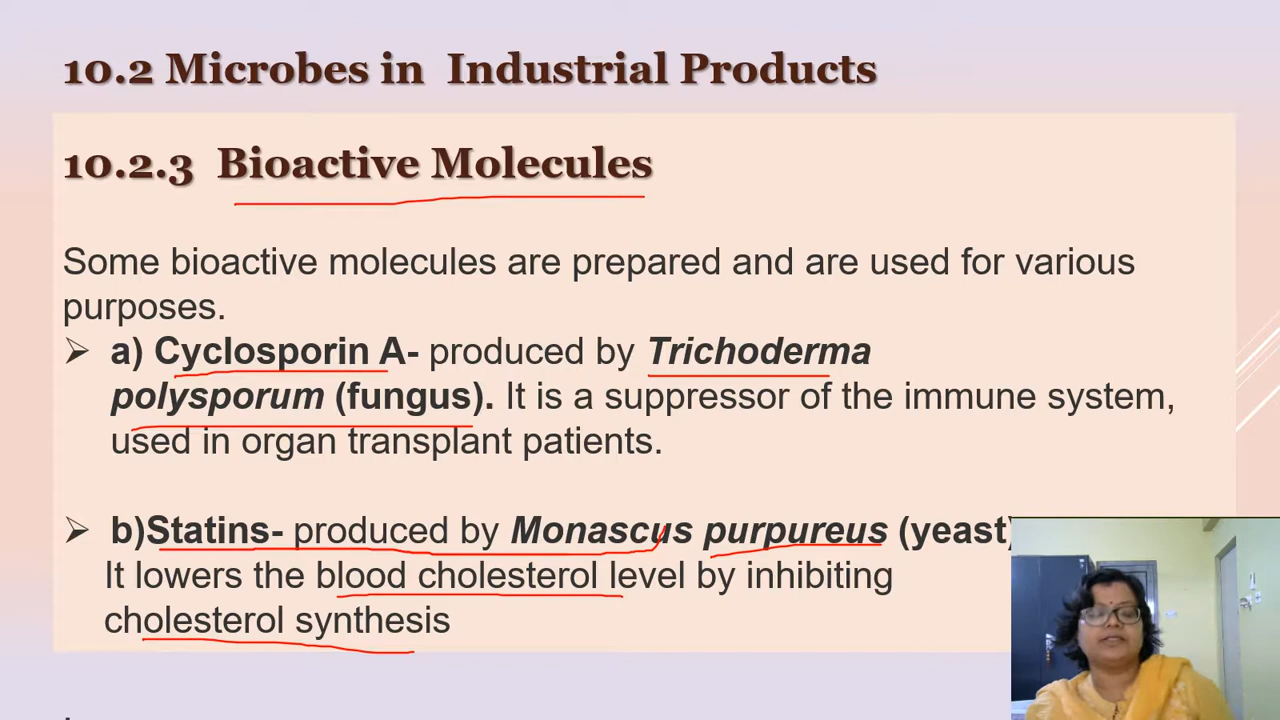 10.2 Microbes in Industrial Products
10.2.3 Bioactive Molecules
Some bioactive molecules are prepared and are used for various
purposes.
➢ a) Cyclosporin A- produced by Trichoderma
polysporum (fungus). It is a suppressor of the immune system,
used in organ transplant patients.
➢ b)Statins- produced by Monascus purpureus (yeast)
It lowers the blood cholesterol level by inhibiting
cholesterol synthesis